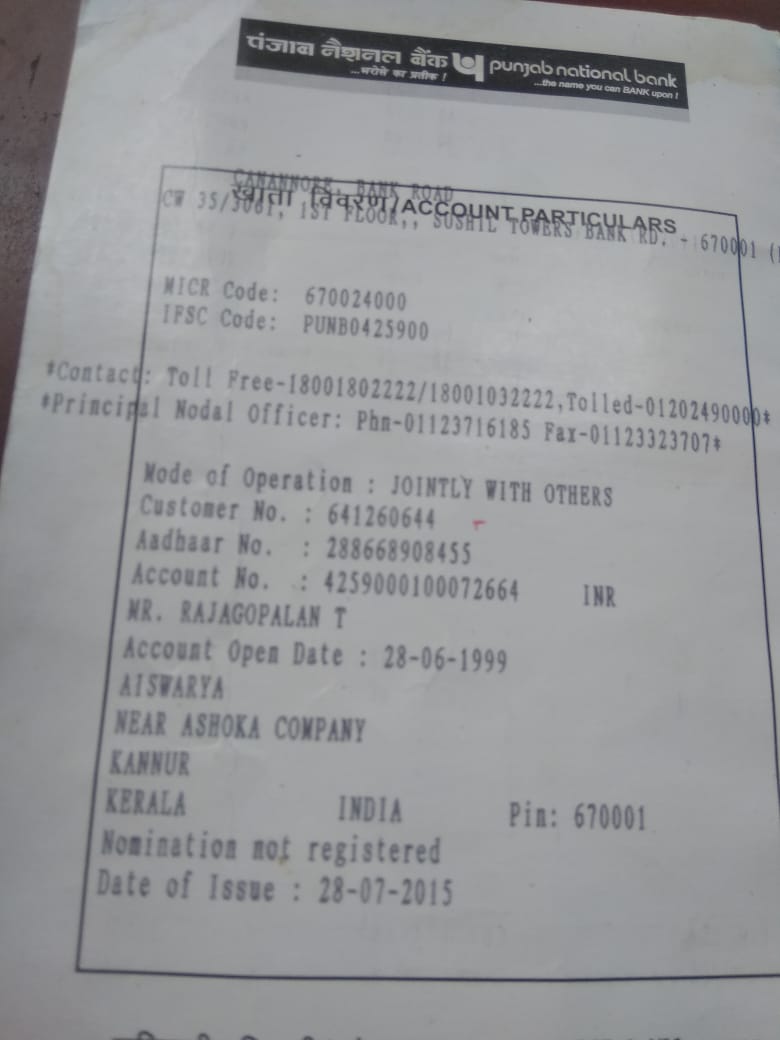 पंजाब नैशनल बैंक punjab national bank
...भरोसे का प्रतीक ! ...the name you can BANK upon !
CANANNORE, BANK ROAD
खाता विवरण/ACCOUNT PARTICULARS
CW 35/3081, 1ST FLOOR,, SUSHIL TOWERS BANK RD. - 670001
MICR Code: 670024000
IFSC Code: PUNB0425900
*Contact: Toll Free-18001802222/18001032222,Tolled-01202490000*
*Principal Nodal Officer: Phn-01123716185 Fax-01123323707*
Mode of Operation : JOINTLY WITH OTHERS
Customer No. : 641260644
Aadhaar No. : 288668908455
Account No. : 4259000100072664 INR
MR. RAJAGOPALAN T
Account Open Date : 28-06-1999
AISWARYA
NEAR ASHOKA COMPANY
KANNUR
KERALA INDIA Pin: 670001
Nomination not registered
Date of Issue : 28-07-2015